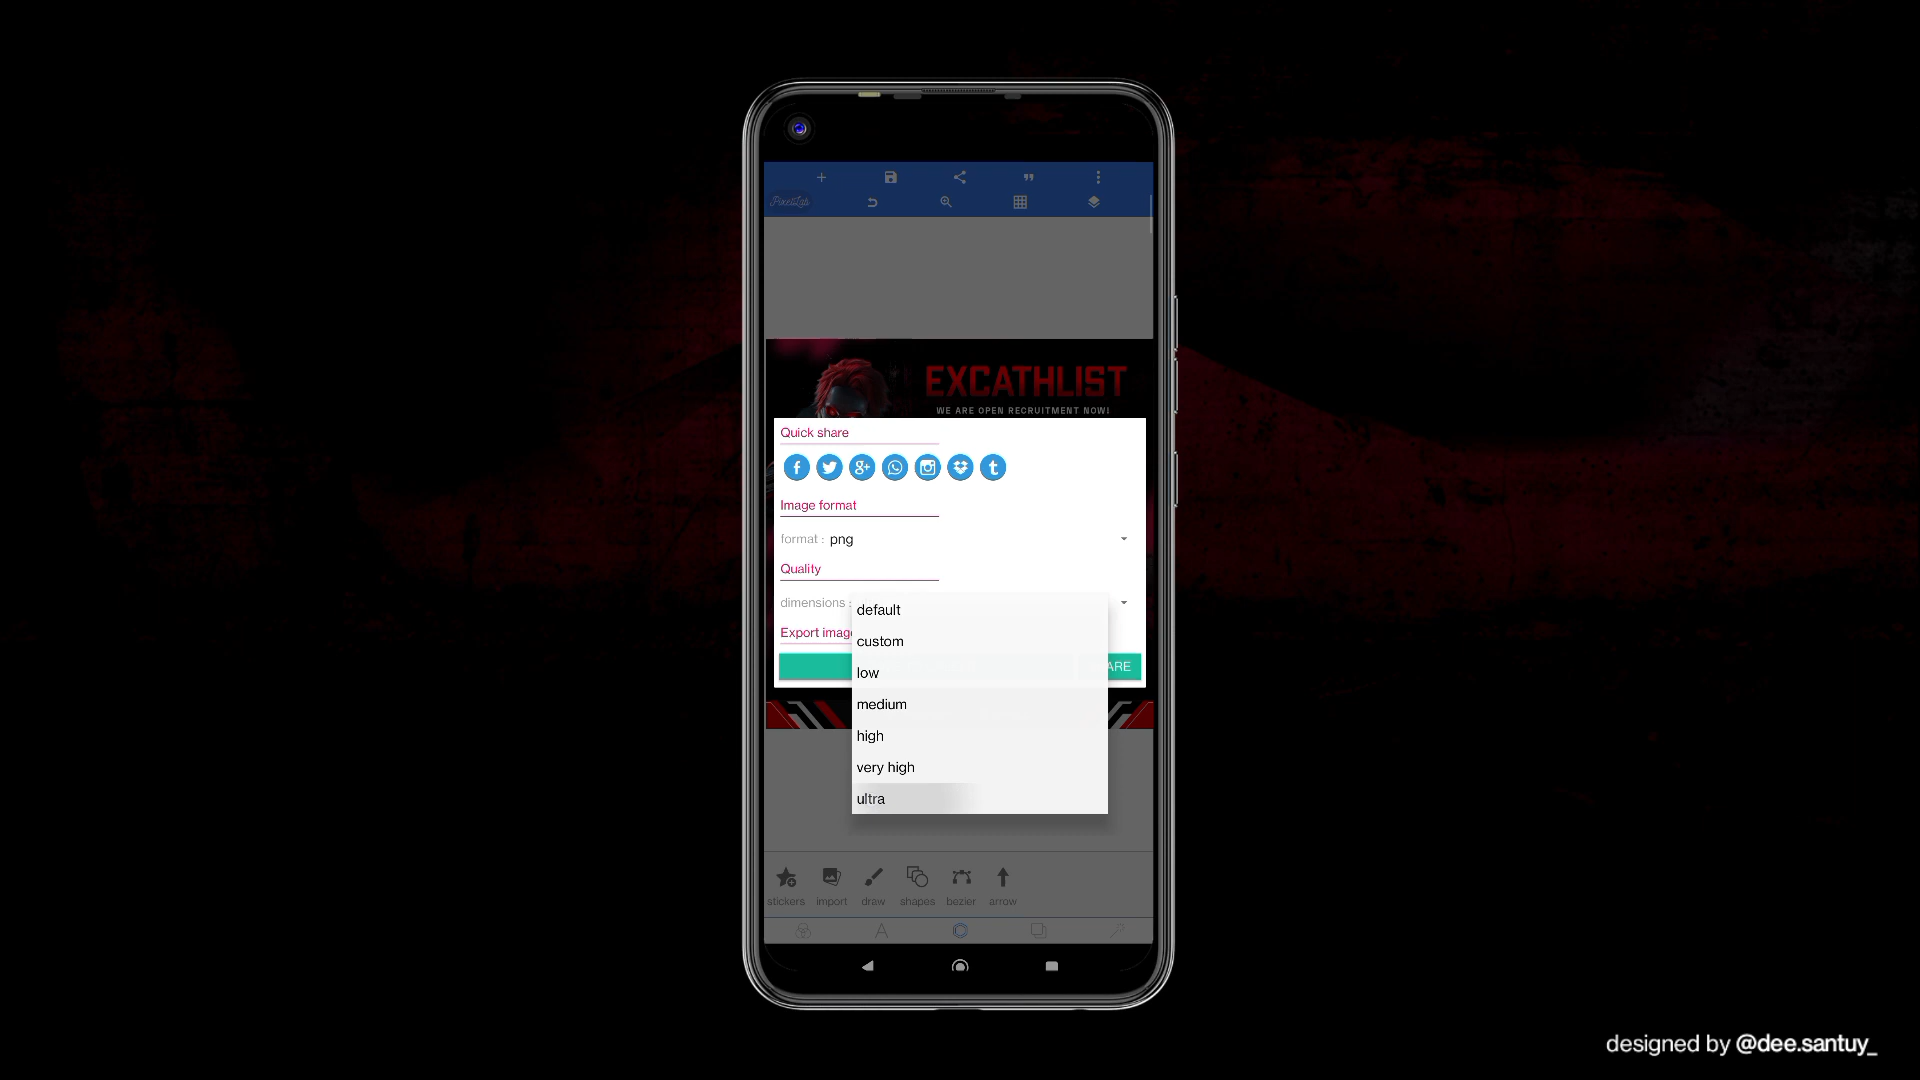 PixelLab
EXCATHLIST
WE ARE OPEN RECRUITMENT NOW!
Quick share
Image format
format : png
Quality
dimensions :
default
Export image
custom
ARE
low
medium
high
very high
ultra
stickers import draw shapes bezier arrow
designed by @dee.santuy_